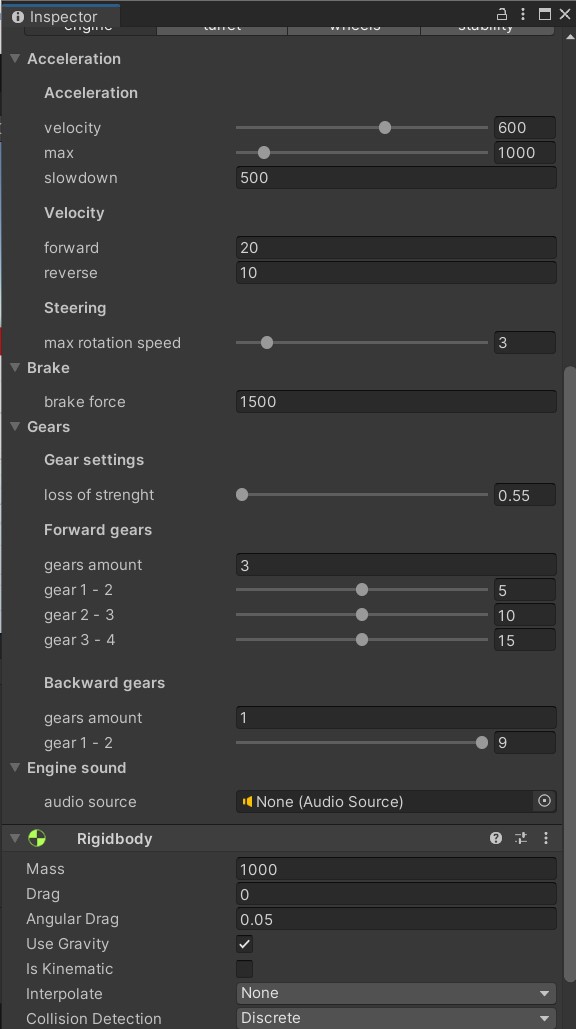 Inspector
engine turret wheels stability
Acceleration
Acceleration
velocity 600
max 1000
slowdown 500
Velocity
forward 20
reverse 10
Steering
max rotation speed 3
Brake
brake force 1500
Gears
Gear settings
loss of strenght 0.55
Forward gears
gears amount 3
gear 1 - 2 5
gear 2 - 3 10
gear 3 - 4 15
Backward gears
gears amount 1
gear 1 - 2 9
Engine sound
audio source None (Audio Source)
Rigidbody
Mass 1000
Drag 0
Angular Drag 0.05
Use Gravity
Is Kinematic
Interpolate None
Collision Detection Discrete